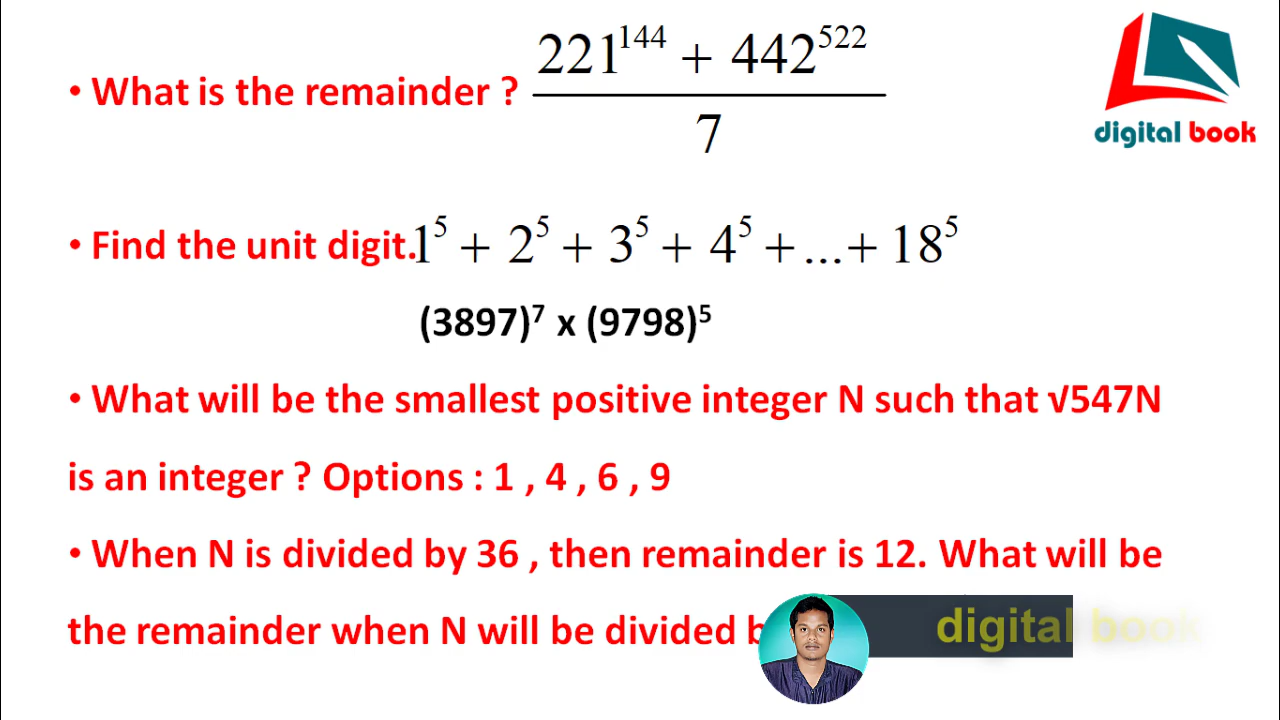 • What is the remainder ? (221^144 + 442^522) / 7
digital book
• Find the unit digit. 1^5 + 2^5 + 3^5 + 4^5 + ... + 18^5
(3897)^7 x (9798)^5
• What will be the smallest positive integer N such that √547N
is an integer ? Options : 1 , 4 , 6 , 9
• When N is divided by 36 , then remainder is 12. What will be
the remainder when N will be divided
digital book